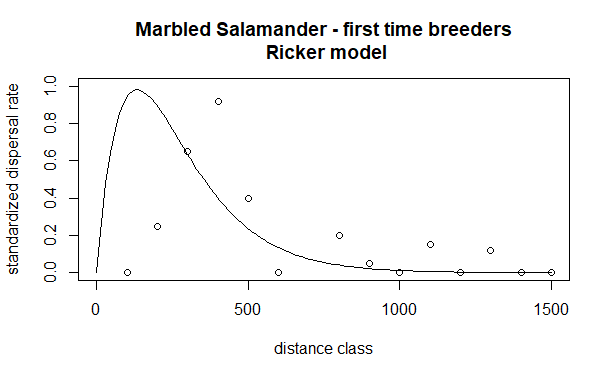 Marbled Salamander - first time breeders
Ricker model
standardized dispersal rate
1.0
0.8
0.6
0.4
0.2
0.0
0 500 1000 1500
distance class